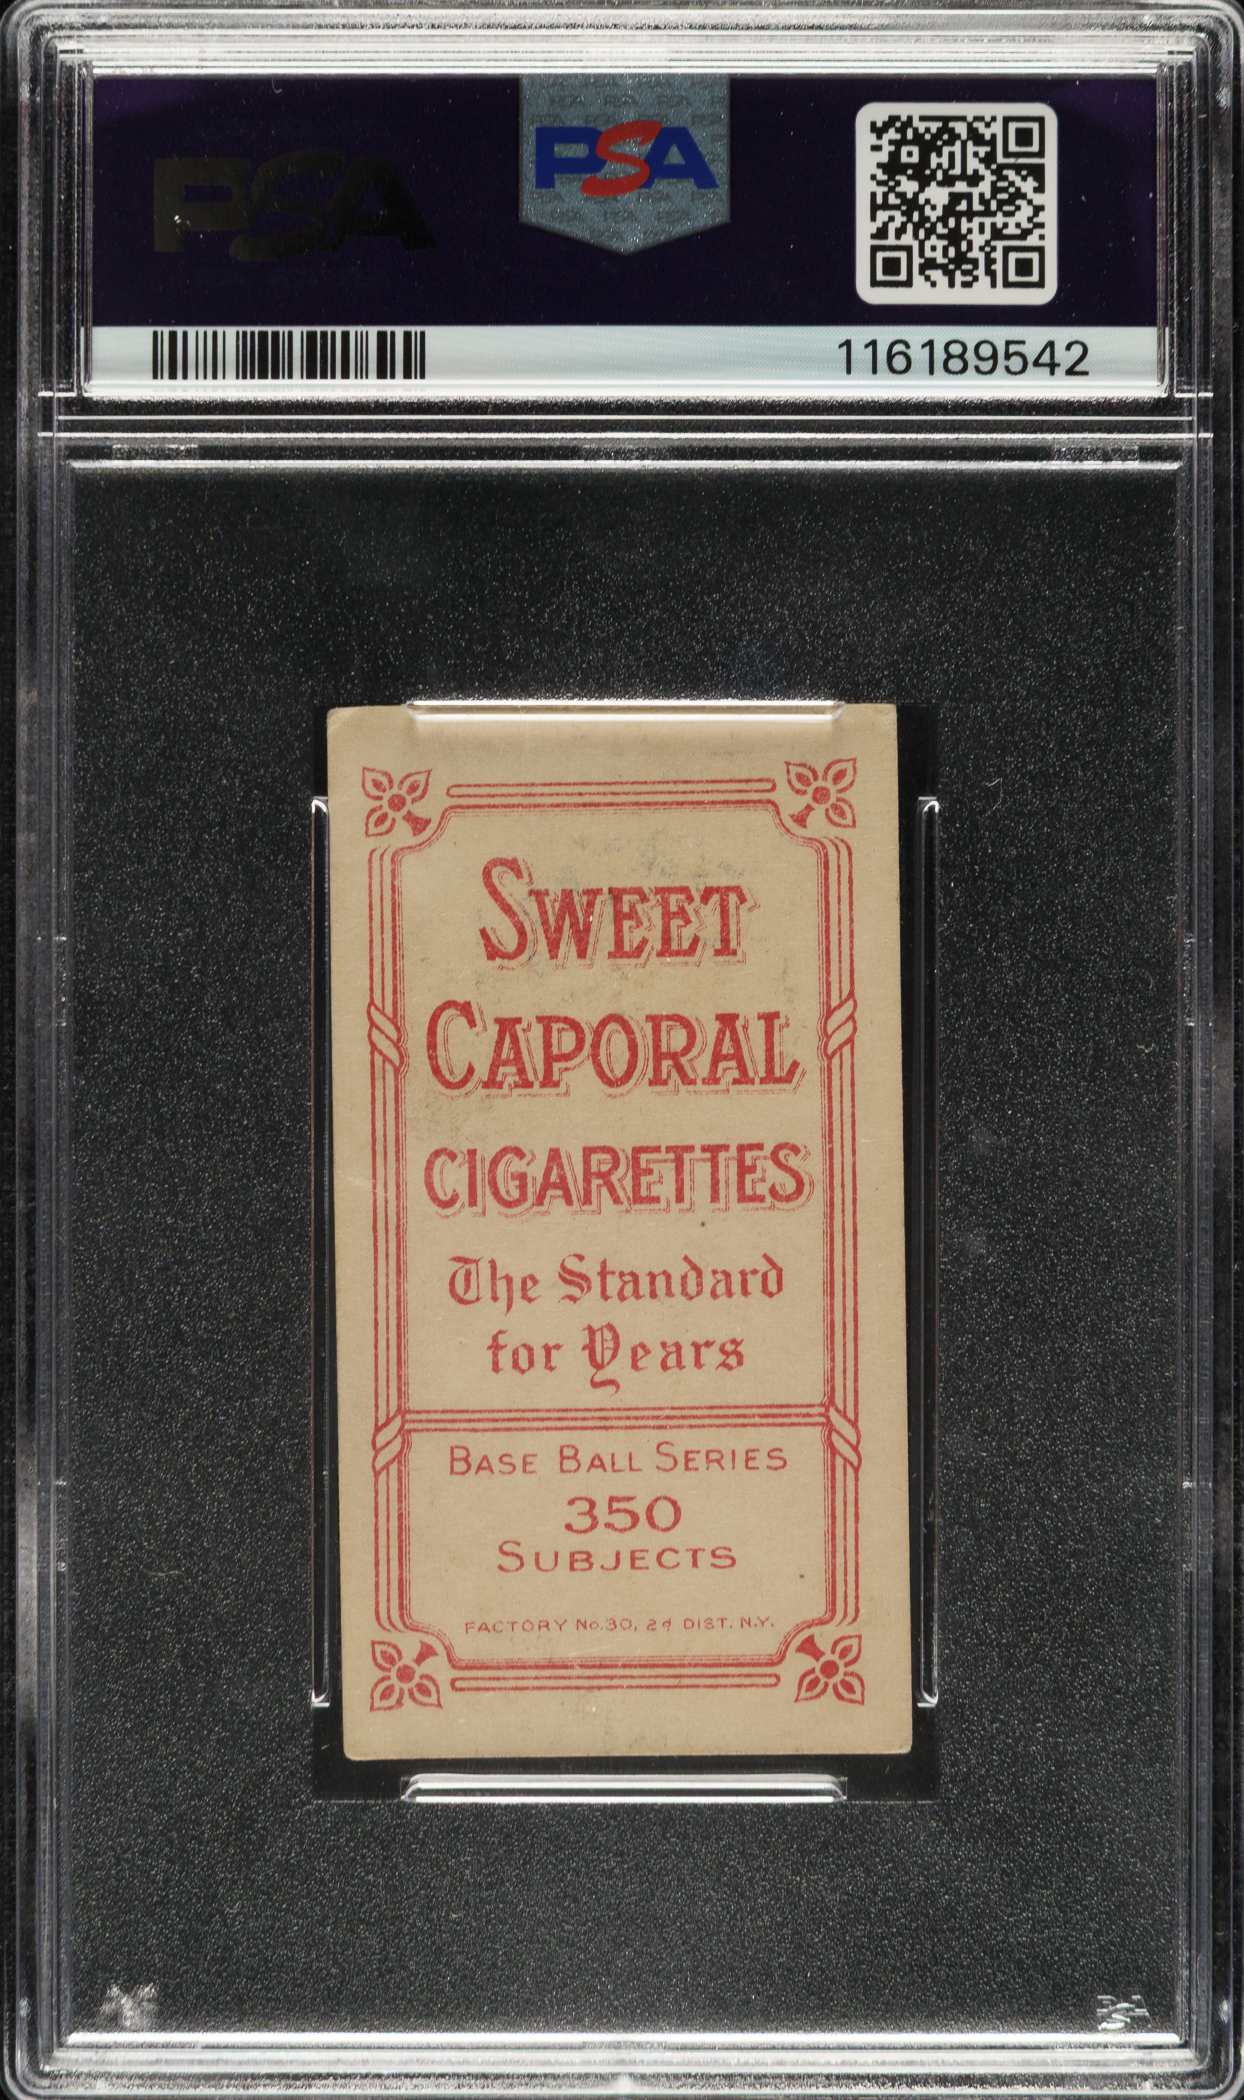 PSA
PSA
116189542
SWEET
CAPORAL
CIGARETTES
The Standard
for Years
BASE BALL SERIES
350
SUBJECTS
FACTORY No. 30, 2d DIST. N.Y.
PSA